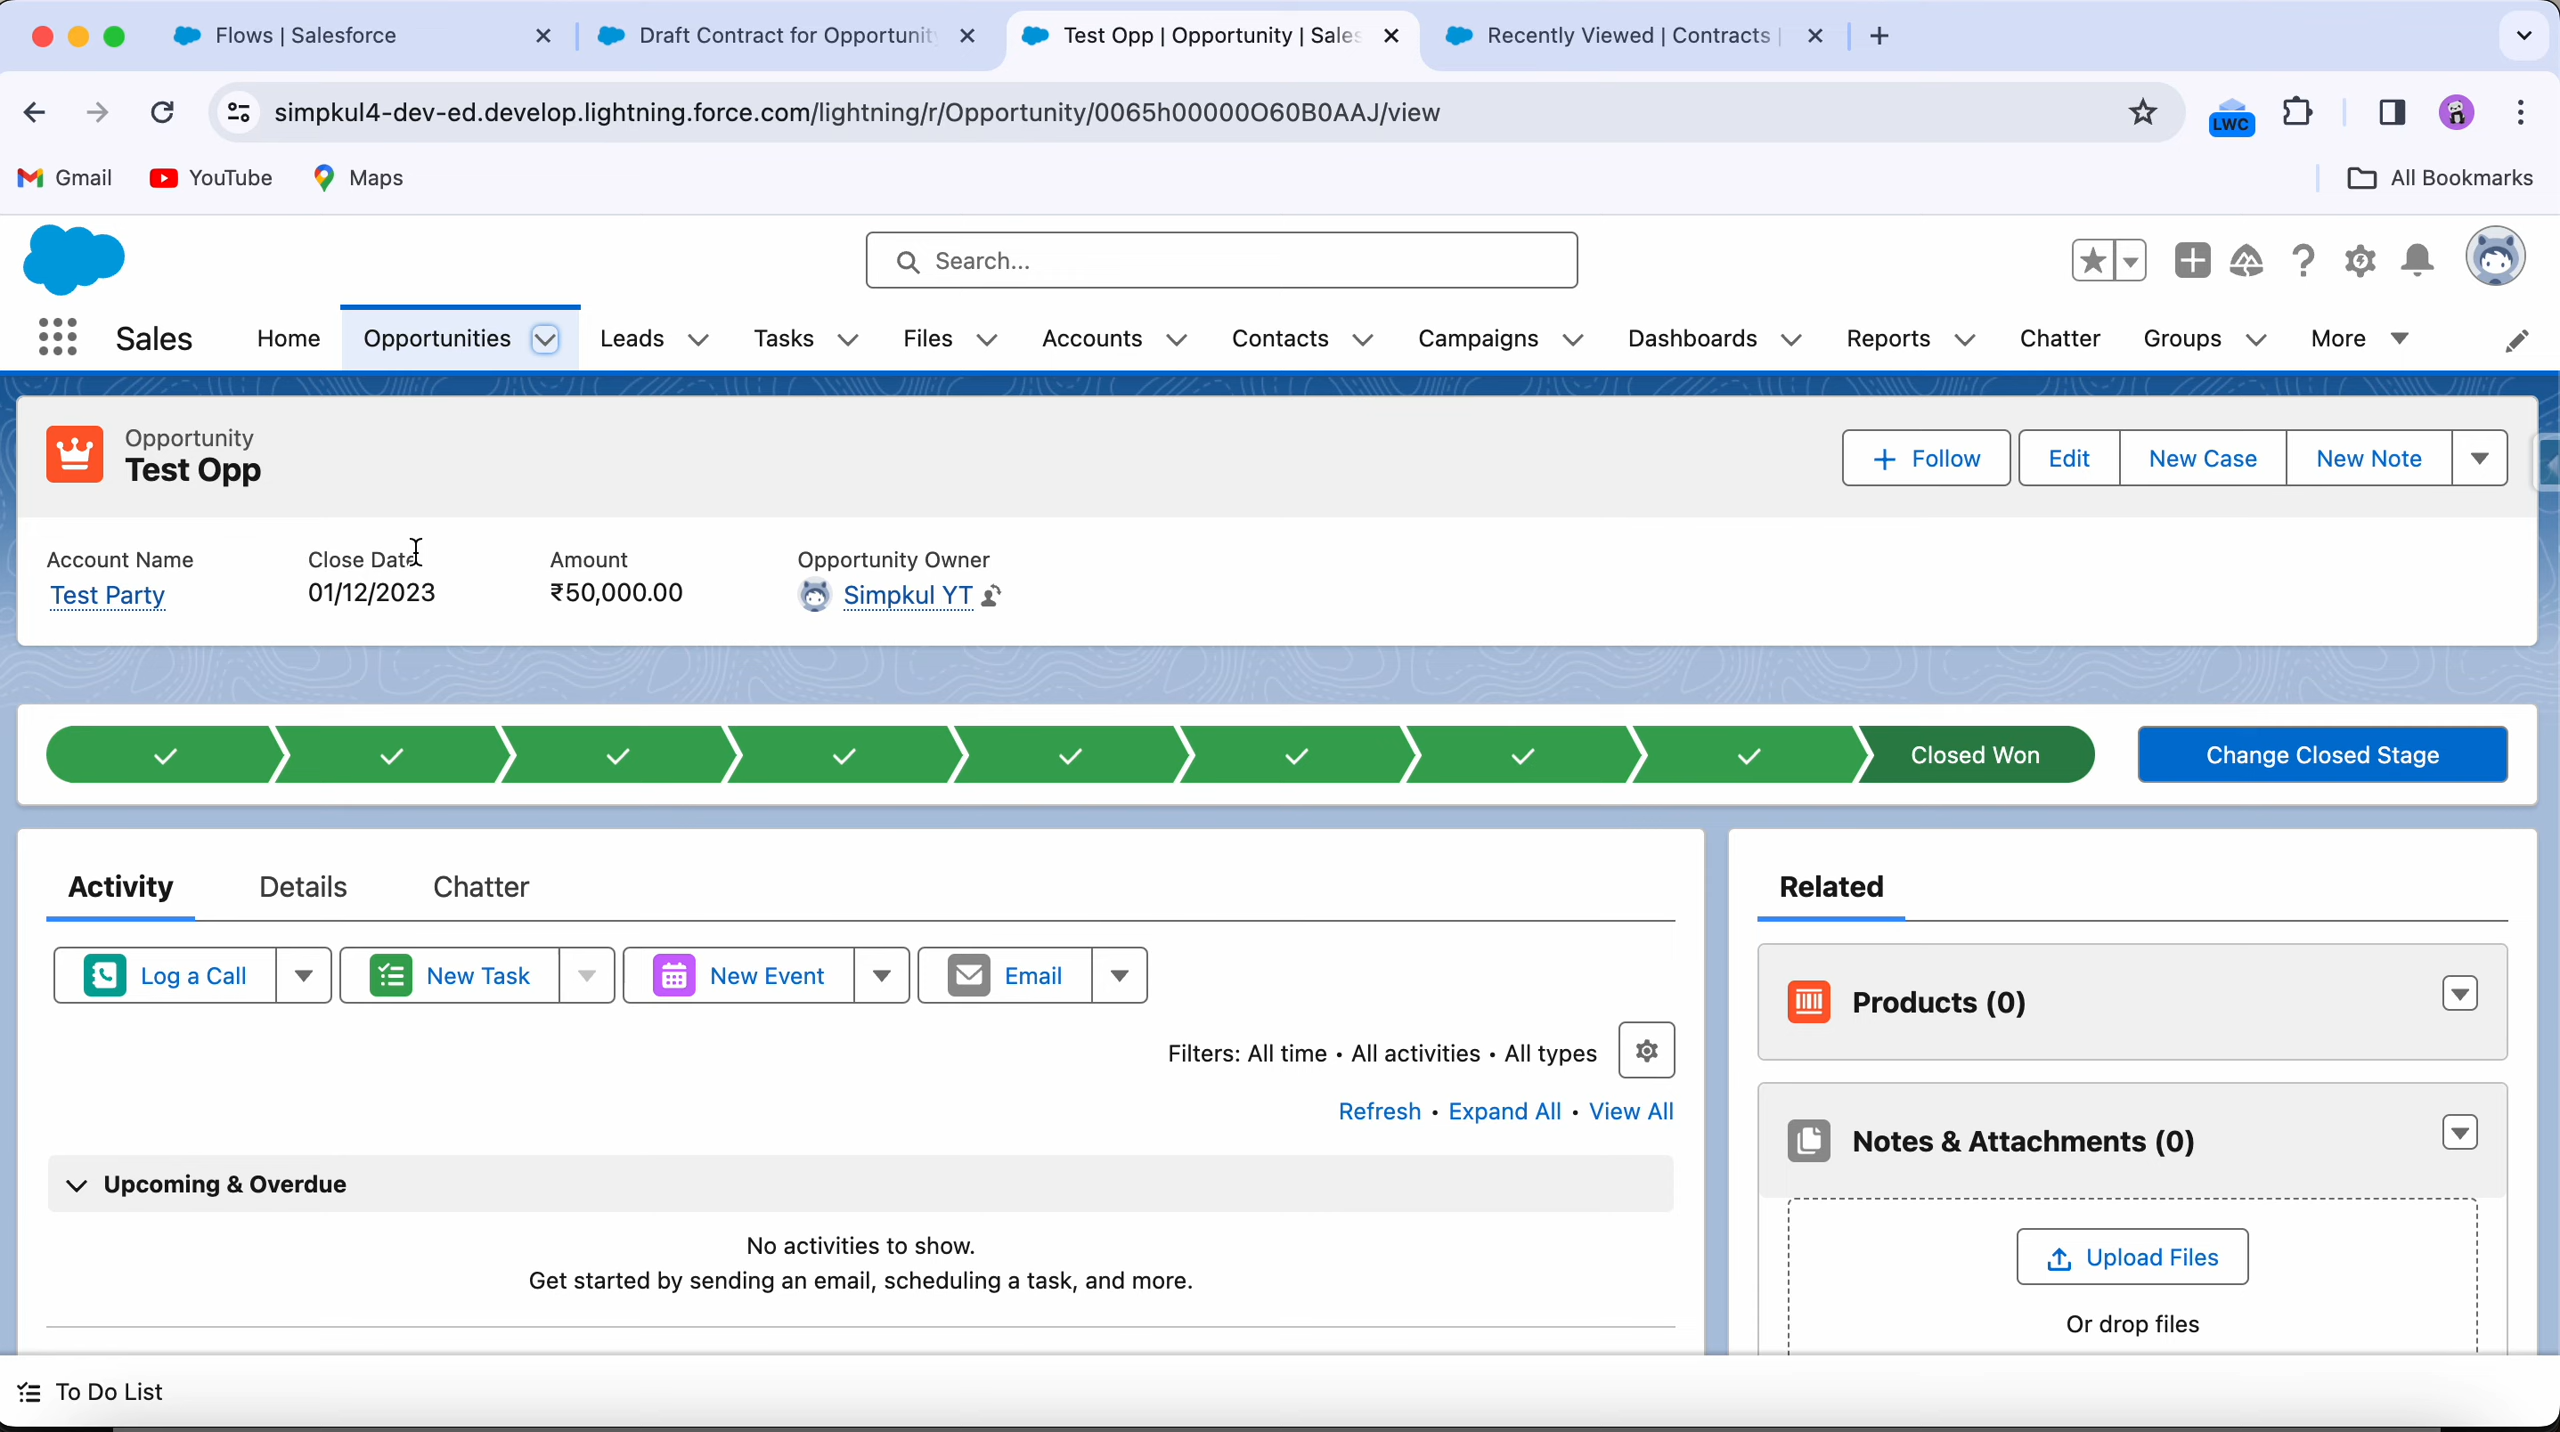 Flows | Salesforce
Draft Contract for Opportunit
Test Opp | Opportunity | Sales
Recently Viewed | Contracts |
simpkul4-dev-ed.develop.lightning.force.com/lightning/r/Opportunity/0065h00000O60B0AAJ/view
LWC
Gmail
YouTube
Maps
All Bookmarks
Search...
Sales
Home
Opportunities
Leads
Tasks
Files
Accounts
Contacts
Campaigns
Dashboards
Reports
Chatter
Groups
More
Opportunity
Test Opp
Follow
Edit
New Case
New Note
Account Name
Test Party
Close Date
01/12/2023
Amount
₹50,000.00
Opportunity Owner
Simpkul YT
Closed Won
Change Closed Stage
Activity
Details
Chatter
Log a Call
New Task
New Event
Email
Filters: All time • All activities • All types
Refresh • Expand All • View All
Upcoming & Overdue
No activities to show.
Get started by sending an email, scheduling a task, and more.
Related
Products (0)
Notes & Attachments (0)
Upload Files
Or drop files
To Do List